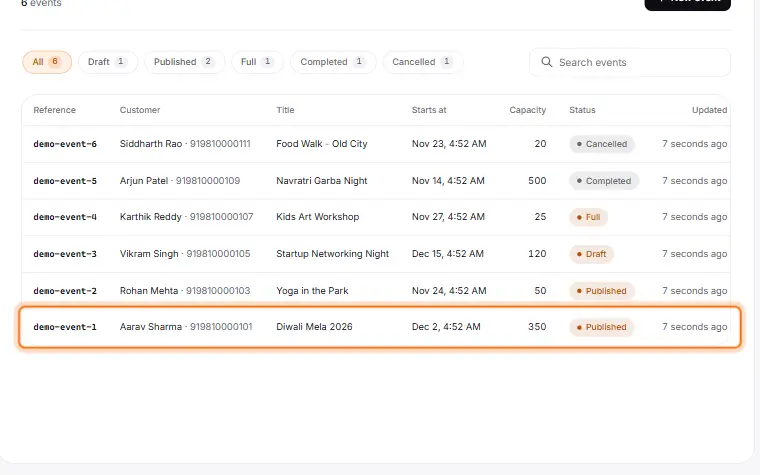 6 events
New event
All 6 Draft 1 Published 2 Full 1 Completed 1 Cancelled 1 Search events
Reference Customer Title Starts at Capacity Status Updated
demo-event-6 Siddharth Rao · 919810000111 Food Walk - Old City Nov 23, 4:52 AM 20 Cancelled 7 seconds ago
demo-event-5 Arjun Patel · 919810000109 Navratri Garba Night Nov 14, 4:52 AM 500 Completed 7 seconds ago
demo-event-4 Karthik Reddy · 919810000107 Kids Art Workshop Nov 27, 4:52 AM 25 Full 7 seconds ago
demo-event-3 Vikram Singh · 919810000105 Startup Networking Night Dec 15, 4:52 AM 120 Draft 7 seconds ago
demo-event-2 Rohan Mehta · 919810000103 Yoga in the Park Nov 24, 4:52 AM 50 Published 7 seconds ago
demo-event-1 Aarav Sharma · 919810000101 Diwali Mela 2026 Dec 2, 4:52 AM 350 Published 7 seconds ago